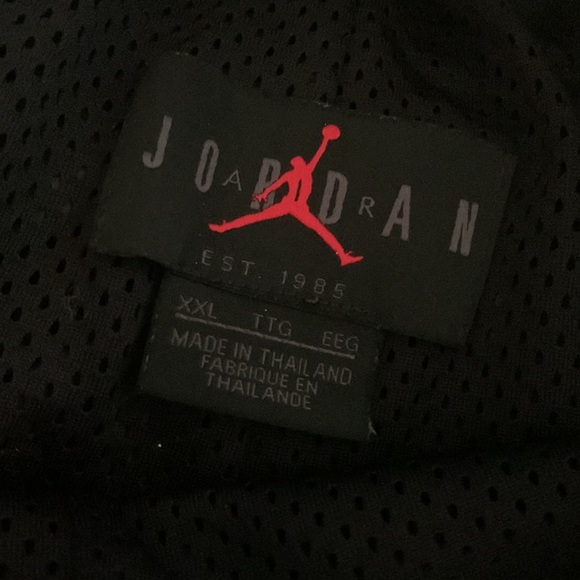 JORDAN
AIR
EST. 1985
XXL TTG EEG
MADE IN THAILAND
FABRIQUE EN
THAILANDE